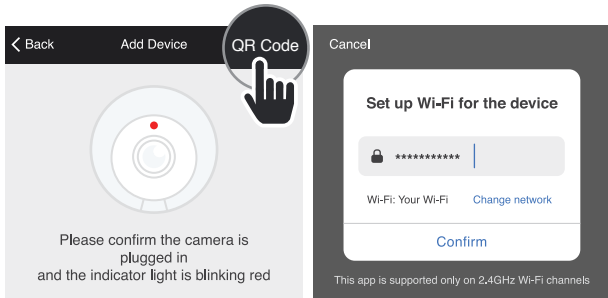 Back
Add Device
QR Code
Please confirm the camera is
plugged in
and the indicator light is blinking red
Cancel
Set up Wi-Fi for the device
***********
Wi-Fi: Your Wi-Fi
Change network
Confirm
This app is supported only on 2.4GHz Wi-Fi channels